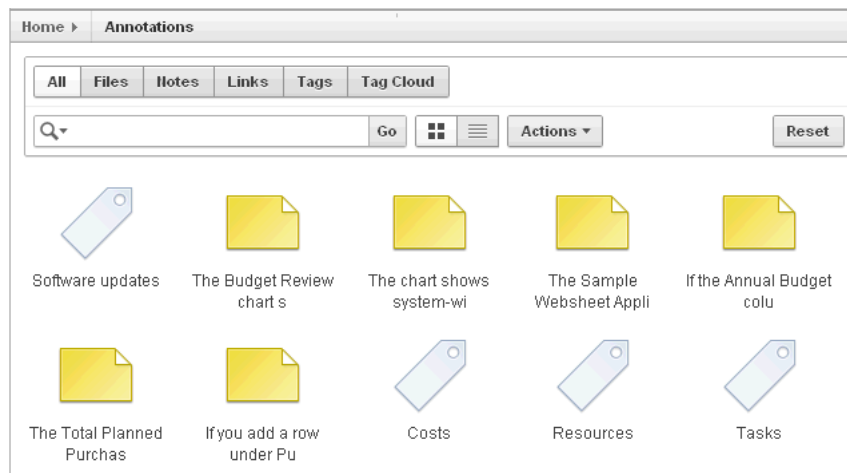 Home Annotations
All Files Notes Links Tags Tag Cloud
Go Actions Reset
Software updates The Budget Review The chart shows The Sample If the Annual Budget
chart s system-wi Websheet Appli colu
The Total Planned If you add a row Costs Resources Tasks
Purchas under Pu